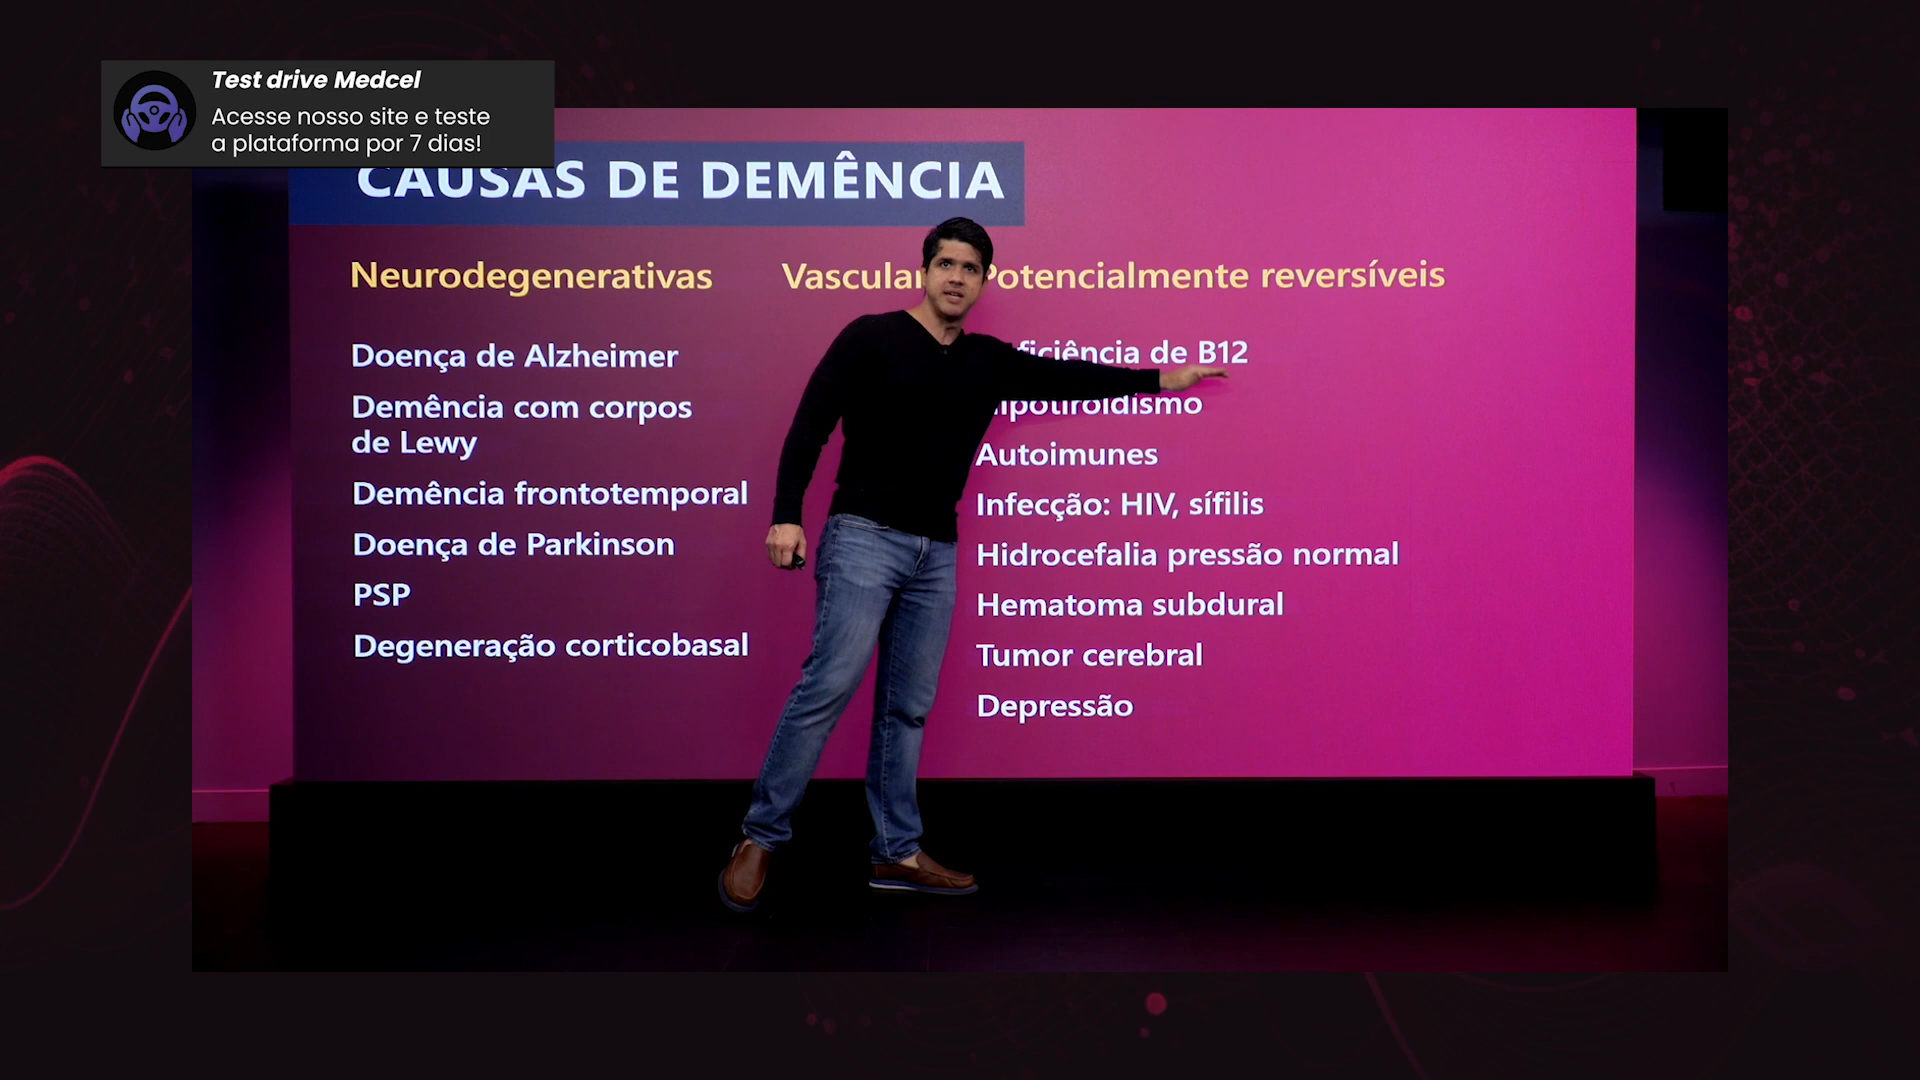 Test drive Medcel
Acesse nosso site e teste
a plataforma por 7 dias!
CAUSAS DE DEMÊNCIA
Neurodegenerativas
Doença de Alzheimer
Demência com corpos
de Lewy
Demência frontotemporal
Doença de Parkinson
PSP
Degeneração corticobasal
Vascular
Potencialmente reversíveis
de B12
Autoimunes
Infecção: HIV, sífilis
Hidrocefalia pressão normal
Hematoma subdural
Tumor cerebral
Depressão